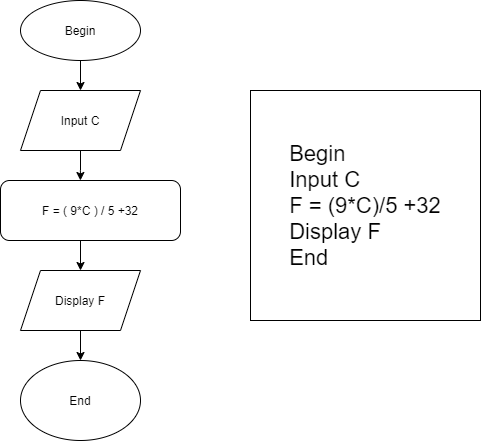 Begin
Input C
F = ( 9*C ) / 5 +32
Display F
End
Begin
Input C
F = (9*C)/5 +32
Display F
End